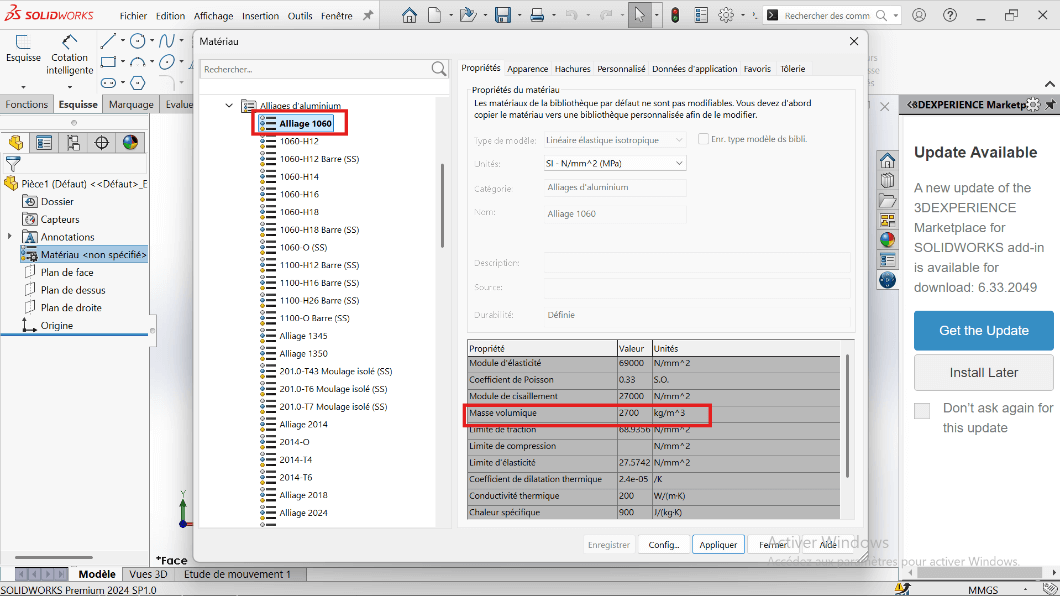 SOLIDWORKS
Fichier Edition Affichage Insertion Outils Fenêtre
Rechercher des comm
Esquisse
Cotation intelligente
Fonctions Esquisse Marquage Evalue
Pièce1 (Défaut) <<Défaut>_E
Dossier
Capteurs
Annotations
Matériau <non spécifié>
Plan de face
Plan de dessus
Plan de droite
Origine
Matériau
Rechercher...
Alliages d'aluminium
Alliage 1060
1060-H12
1060-H12 Barre (SS)
1060-H14
1060-H16
1060-H18
1060-H18 Barre (SS)
1060-O (SS)
1100-H12 Barre (SS)
1100-H16 Barre (SS)
1100-H26 Barre (SS)
1100-O Barre (SS)
Alliage 1345
Alliage 1350
201.0-T43 Moulage isolé (SS)
201.0-T6 Moulage isolé (SS)
201.0-T7 Moulage isolé (SS)
Alliage 2014
2014-O
2014-T4
2014-T6
Alliage 2018
Alliage 2024
Propriétés Apparence Hachures Personnalisé Données d'application Favoris Tôlerie
Propriétés du matériau
Les matériaux de la bibliothèque par défaut ne sont pas modifiables. Vous devez d'abord
copier le matériau vers une bibliothèque personnalisée afin de le modifier.
Type de modèle: Linéaire élastique isotropique Enr. type modèle ds bibli.
Unités: SI - N/mm^2 (MPa)
Catégorie: Alliages d'aluminium
Nom: Alliage 1060
Description:
Source:
Durabilité: Définie
Propriété Valeur Unités
Module d'élasticité 69000 N/mm^2
Coefficient de Poisson 0.33 S.O.
Module de cisaillement 27000 N/mm^2
Masse volumique 2700 kg/m^3
Limite de traction 68.9356 N/mm^2
Limite de compression N/mm^2
Limite d'élasticité 27.5742 N/mm^2
Coefficient de dilatation thermique 2.4e-05 /K
Conductivité thermique 200 W/(m·K)
Chaleur spécifique 900 J/(kg·K)
Enregistrer Config... Appliquer Fermer Aide
Activer Windows
Accédez aux paramètres pour activer Windows.
3DEXPERIENCE Marketp
Update Available
A new update of the
3DEXPERIENCE
Marketplace for
SOLIDWORKS add-in
is available for
download: 6.33.2049
Get the Update
Install Later
Don't ask again for
this update
Y
*Face
Modèle Vues 3D Etude de mouvement 1
SOLIDWORKS Premium 2024 SP1.0
MMGS